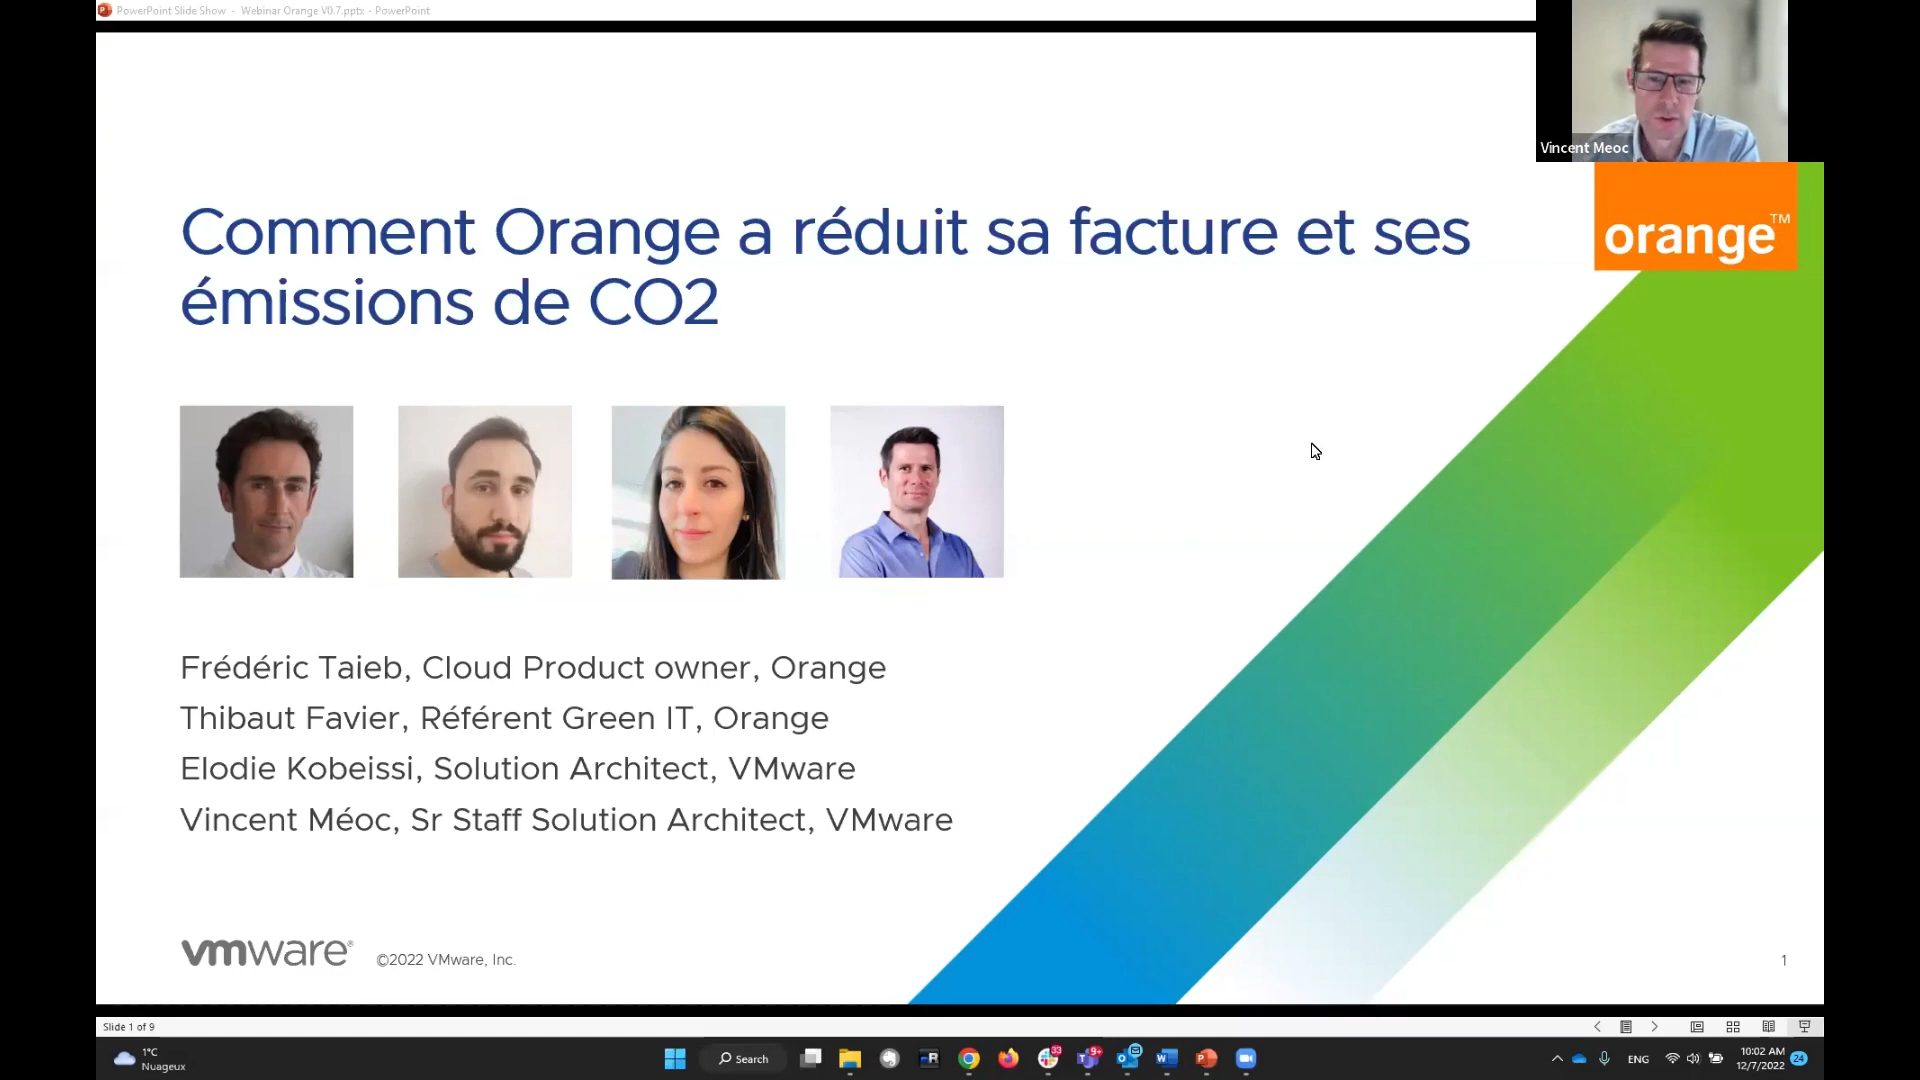 PowerPoint Slide Show - Webinar Orange V0.7.pptx - PowerPoint
Vincent Meoc
orange™
Comment Orange a réduit sa facture et ses
émissions de CO2
Frédéric Taieb, Cloud Product owner, Orange
Thibaut Favier, Référent Green IT, Orange
Elodie Kobeissi, Solution Architect, VMware
Vincent Méoc, Sr Staff Solution Architect, VMware
vmware®
©2022 VMware, Inc.
1
Slide 1 of 9
1°C
Nuageux
Search
33
9+
ENG
10:02 AM
12/7/2022
24